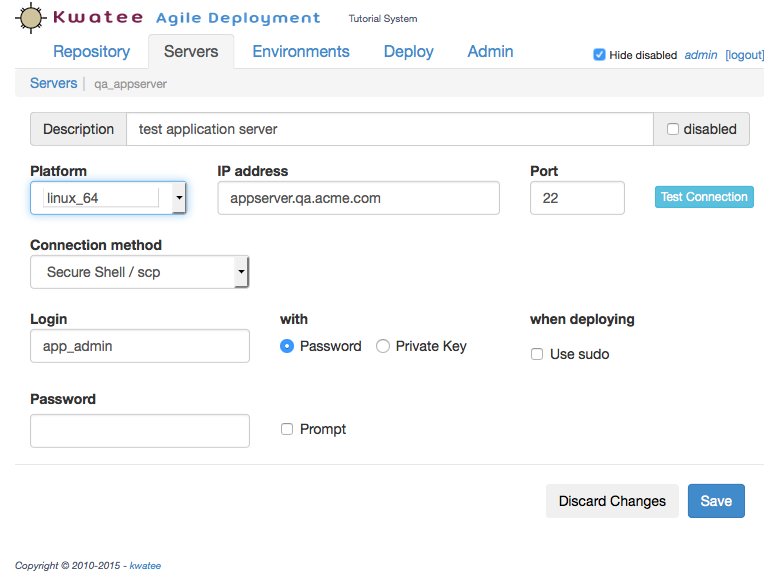 Kwatee Agile Deployment Tutorial System
Repository Servers Environments Deploy Admin Hide disabled admin [logout]
Servers | qa_appserver
Description test application server disabled
Platform IP address Port
linux_64 appserver.qa.acme.com 22 Test Connection
Connection method
Secure Shell / scp
Login with when deploying
app_admin Password Private Key Use sudo
Password
Prompt
Discard Changes Save
Copyright © 2010-2015 - kwatee